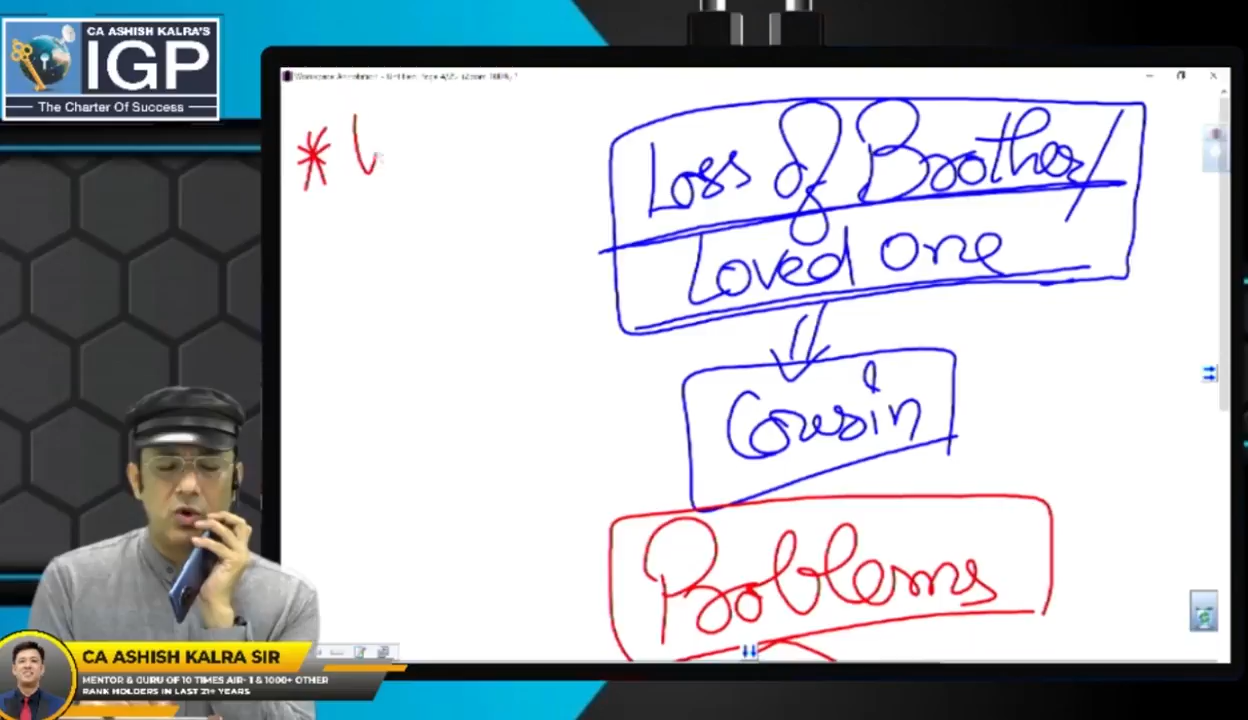 CA ASHISH KALRA'S
IGP
The Charter Of Success
*
Loss of Brother/
Loved one
Cousin
Problems
CA ASHISH KALRA SIR
MENTOR & GURU OF 10 TIMES AIR-1 & 1000+ OTHER
RANK HOLDERS IN LAST 21+ YEARS